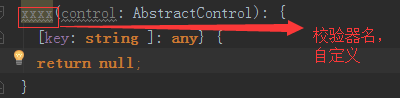 xxxx(control: AbstractControl): {
[key: string ]: any} {
return null;
}
校验器名，
自定义